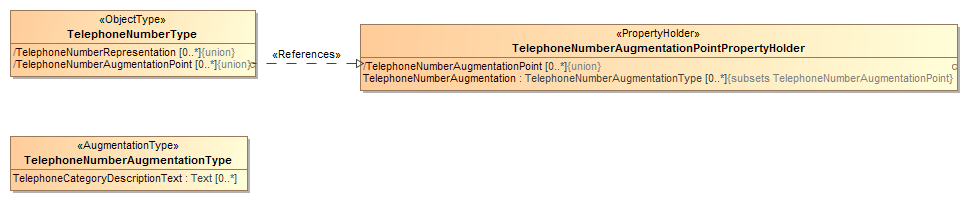 «ObjectType»
TelephoneNumberType
/TelephoneNumberRepresentation [0..*]{union}
/TelephoneNumberAugmentationPoint [0..*]{union}
«References»
«PropertyHolder»
TelephoneNumberAugmentationPointPropertyHolder
/TelephoneNumberAugmentationPoint [0..*]{union}
TelephoneNumberAugmentation : TelephoneNumberAugmentationType [0..*]{subsets TelephoneNumberAugmentationPoint}
«AugmentationType»
TelephoneNumberAugmentationType
TelephoneCategoryDescriptionText : Text [0..*]